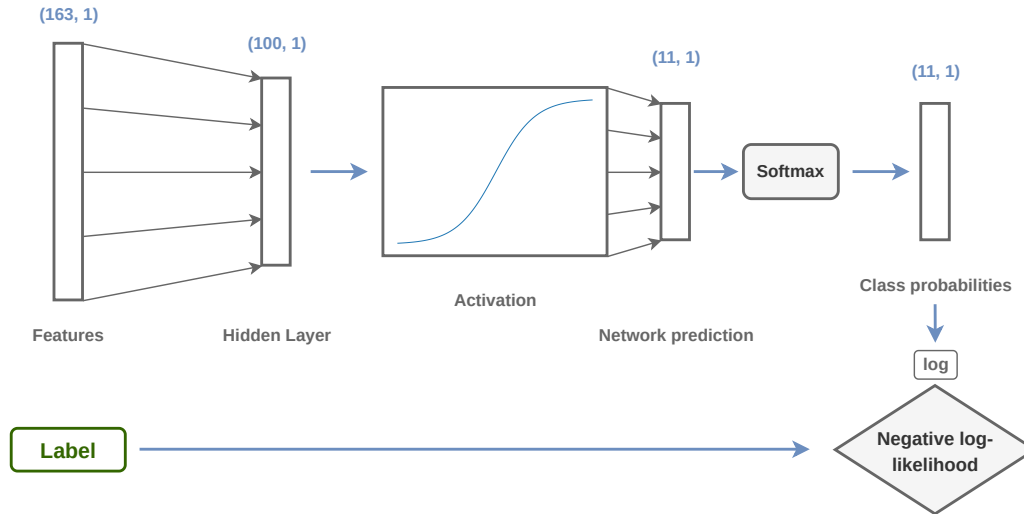 (163, 1)
(100, 1)
(11, 1)
(11, 1)
Softmax
Class probabilities
Activation
Features
Hidden Layer
Network prediction
log
Label
Negative log-
likelihood